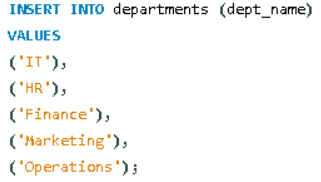 INSERT INTO departments (dept_name)
VALUES
('IT'),
('HR'),
('Finance'),
('Marketing'),
('Operations');